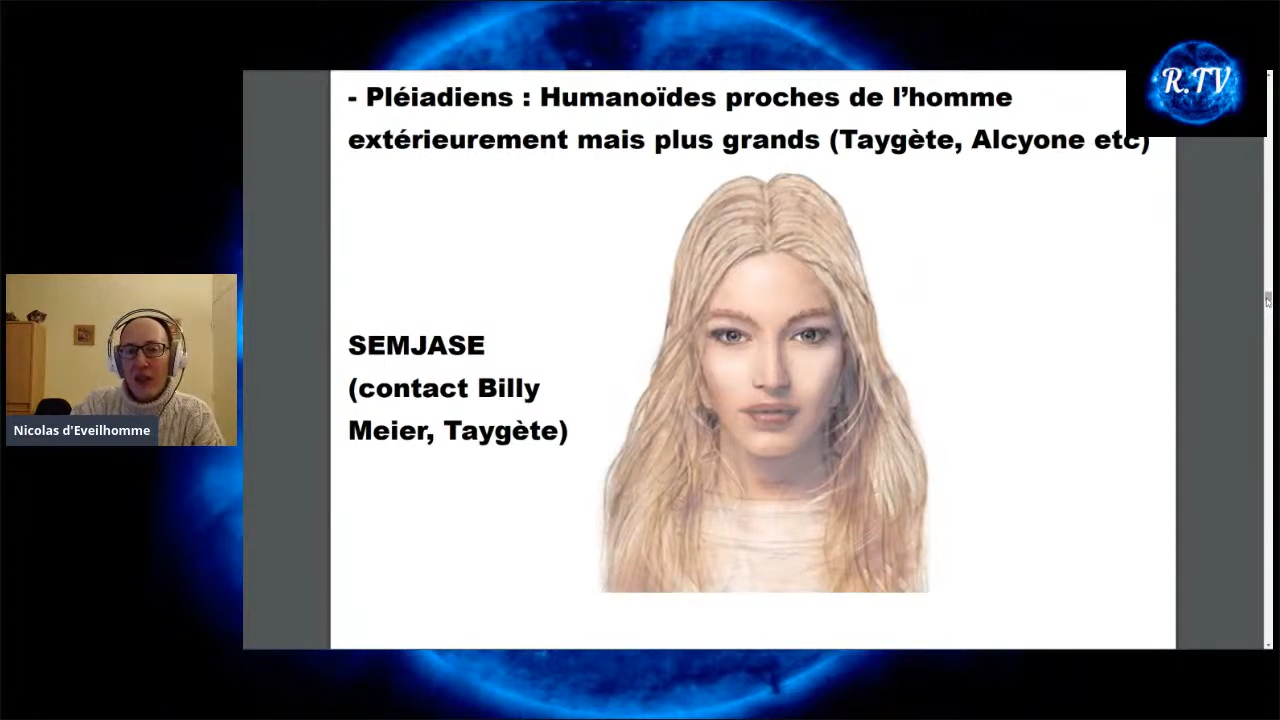 - Pléiadiens : Humanoïdes proches de l’homme
extérieurement mais plus grands (Taygète, Alcyone etc)
R.TV
SEMJASE
(contact Billy
Meier, Taygète)
Nicolas d'Eveilhomme